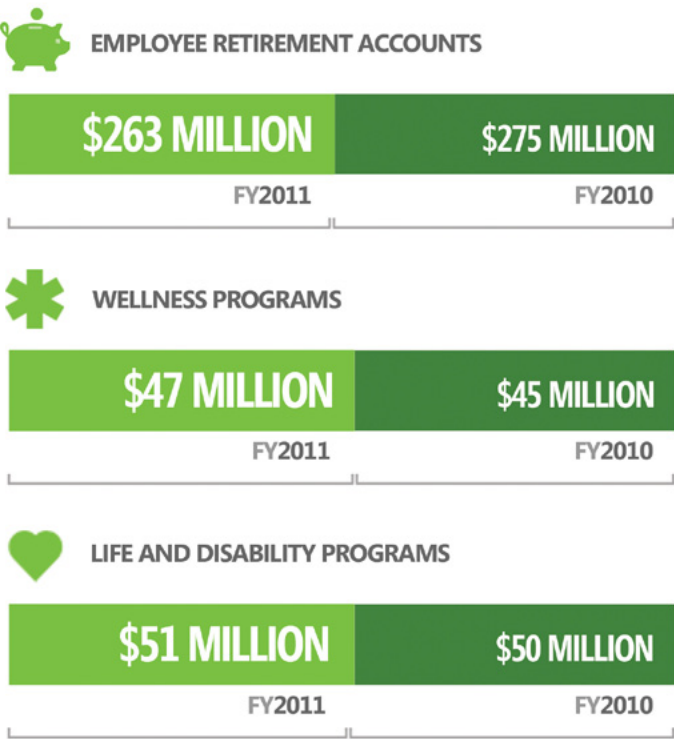 EMPLOYEE RETIREMENT ACCOUNTS
$263 MILLION $275 MILLION
FY2011 FY2010
WELLNESS PROGRAMS
$47 MILLION $45 MILLION
FY2011 FY2010
LIFE AND DISABILITY PROGRAMS
$51 MILLION $50 MILLION
FY2011 FY2010